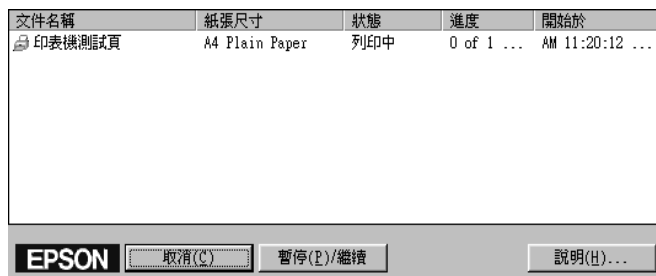 文件名稱 紙張尺寸 狀態 進度 開始於
印表機測試頁 A4 Plain Paper 列印中 0 of 1 ... AM 11:20:12 ...
EPSON 取消(C) 暫停(P)/繼續 說明(H)...